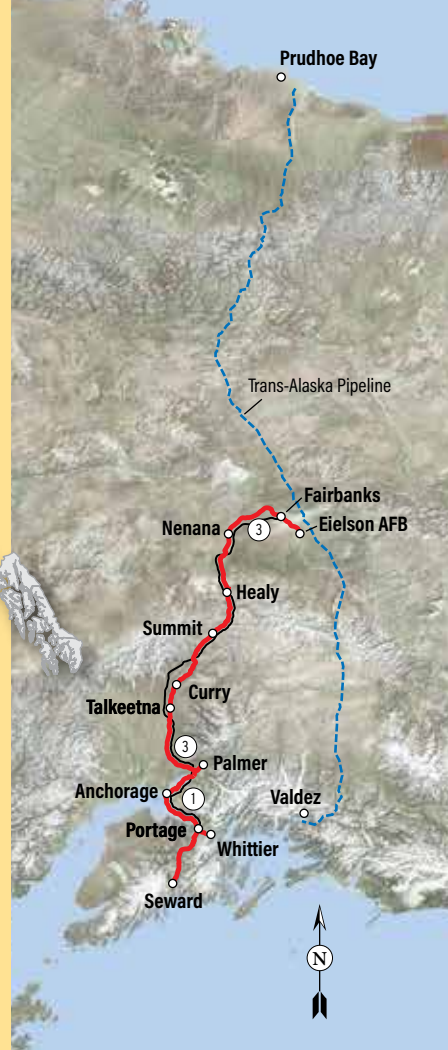 Prudhoe Bay
Trans-Alaska Pipeline
Fairbanks
Eielson AFB
Nenana
3
Healy
Summit
Curry
Talkeetna
3
Palmer
Anchorage
1
Valdez
Portage
Whittier
Seward
N